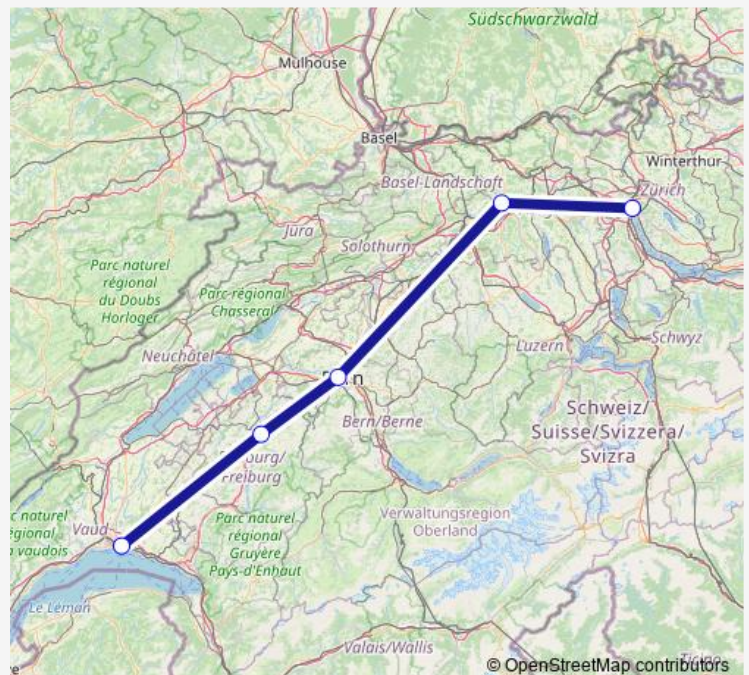 Südschwarzwald
Mulhouse
Basel
Winterthur
Basel-Landschaft
Zürich
Jura
Solothurn
Parc naturel
régional
du Doubs
Horloger
Parc régional
Chasseral
Neuchâtel
Luzern
Schwyz
Schweiz/
Suisse/Svizzera/
Svizra
Bern/Berne
Freiburg
Verwaltungsregion
Oberland
Parc naturel
régional
Gruyère
Pays-d'Enhaut
Vaud
vaudois
Le Léman
Valais/Wallis
Ticino
© OpenStreetMap contributors